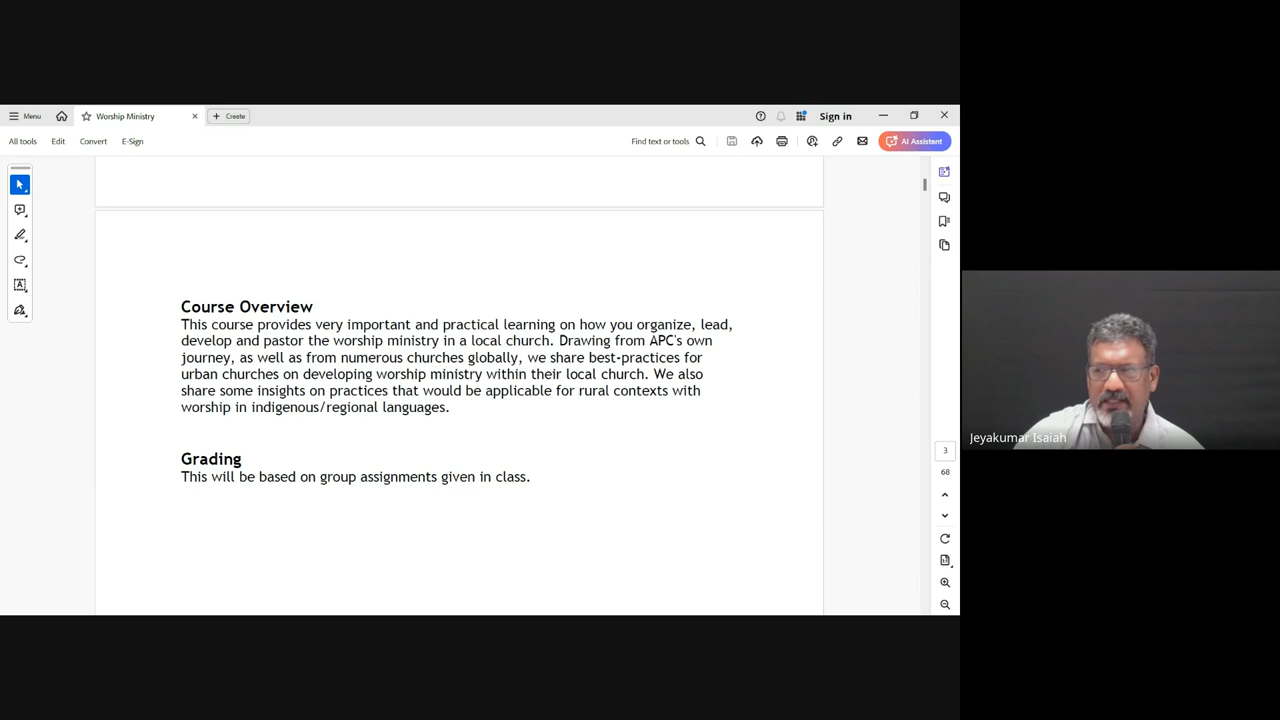 Menu
Worship Ministry
Create
Sign in
All tools
Edit
Convert
E-Sign
Find text or tools
AI Assistant
Course Overview
This course provides very important and practical learning on how you organize, lead,
develop and pastor the worship ministry in a local church. Drawing from APC's own
journey, as well as from numerous churches globally, we share best-practices for
urban churches on developing worship ministry within their local church. We also
share some insights on practices that would be applicable for rural contexts with
worship in indigenous/regional languages.
Grading
This will be based on group assignments given in class.
3
68
Jeyakumar Isaiah